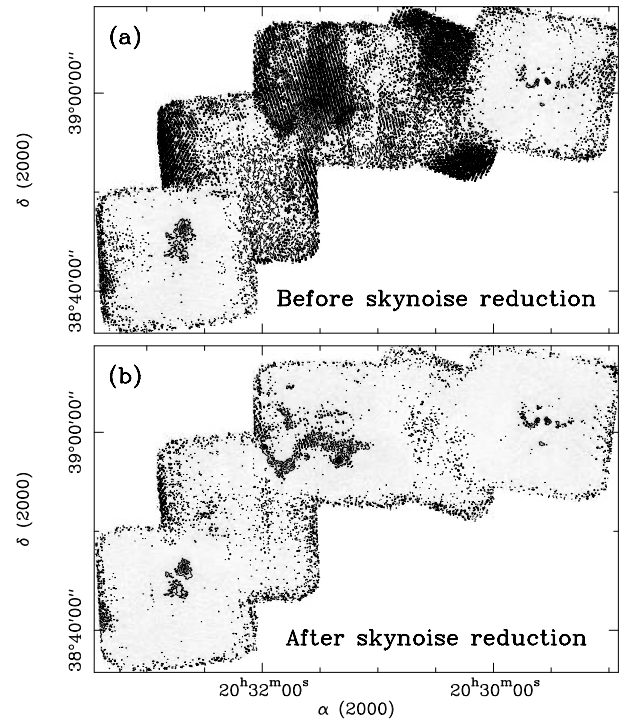 (a)
39°00'00"
δ (2000)
38°40'00"
Before skynoise reduction
(b)
39°00'00"
δ (2000)
38°40'00"
After skynoise reduction
20ʰ32ᵐ00ˢ 20ʰ30ᵐ00ˢ
α (2000)